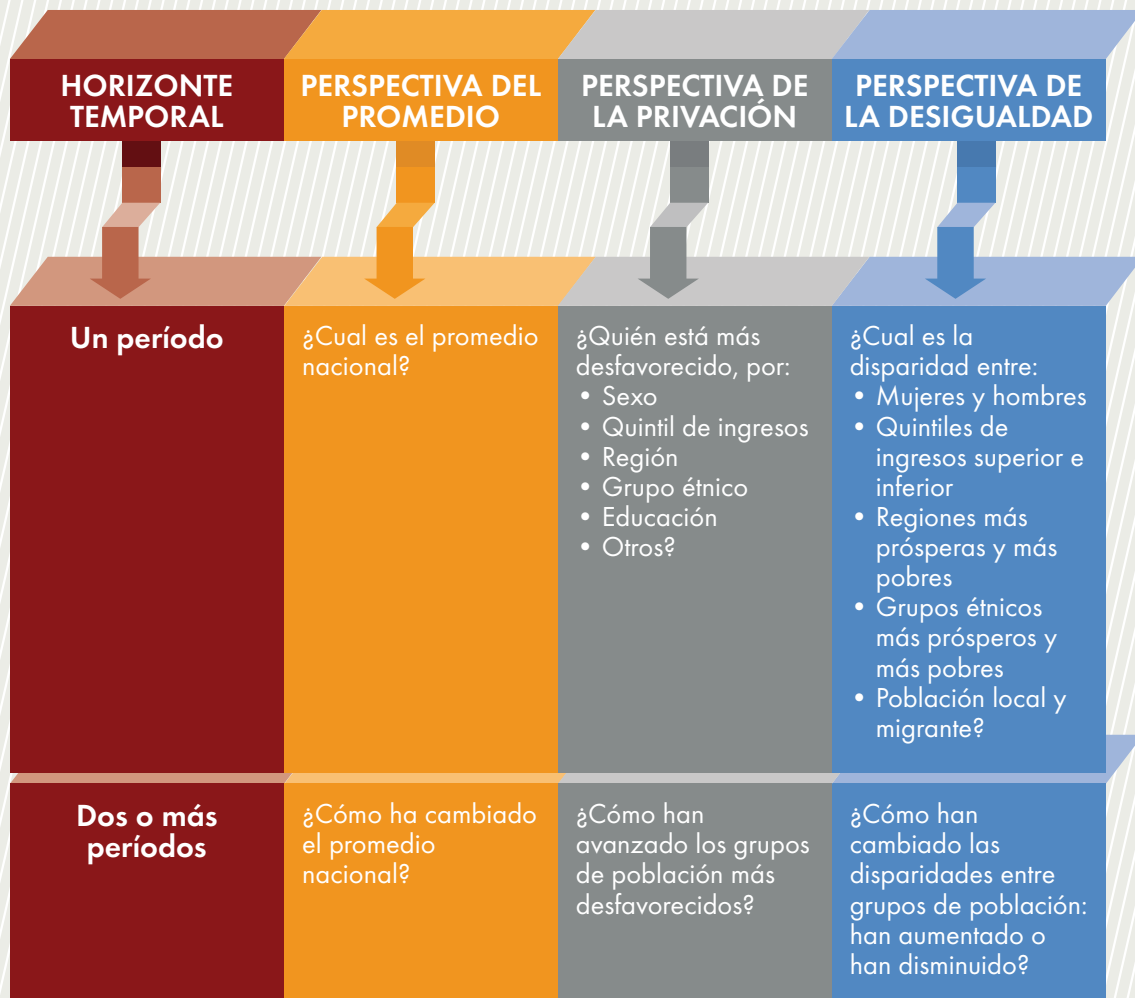 HORIZONTE
TEMPORAL
PERSPECTIVA DEL
PROMEDIO
PERSPECTIVA DE
LA PRIVACIÓN
PERSPECTIVA DE
LA DESIGUALDAD
Un período
¿Cual es el promedio
nacional?
¿Quién está más
desfavorecido, por:
• Sexo
• Quintil de ingresos
• Región
• Grupo étnico
• Educación
• Otros?
¿Cual es la
disparidad entre:
• Mujeres y hombres
• Quintiles de
ingresos superior e
inferior
• Regiones más
prósperas y más
pobres
• Grupos étnicos
más prósperos y
más pobres
• Población local y
migrante?
Dos o más
períodos
¿Cómo ha cambiado
el promedio
nacional?
¿Cómo han
avanzado los grupos
de población más
desfavorecidos?
¿Cómo han
cambiado las
disparidades entre
grupos de población:
han aumentado o
han disminuido?